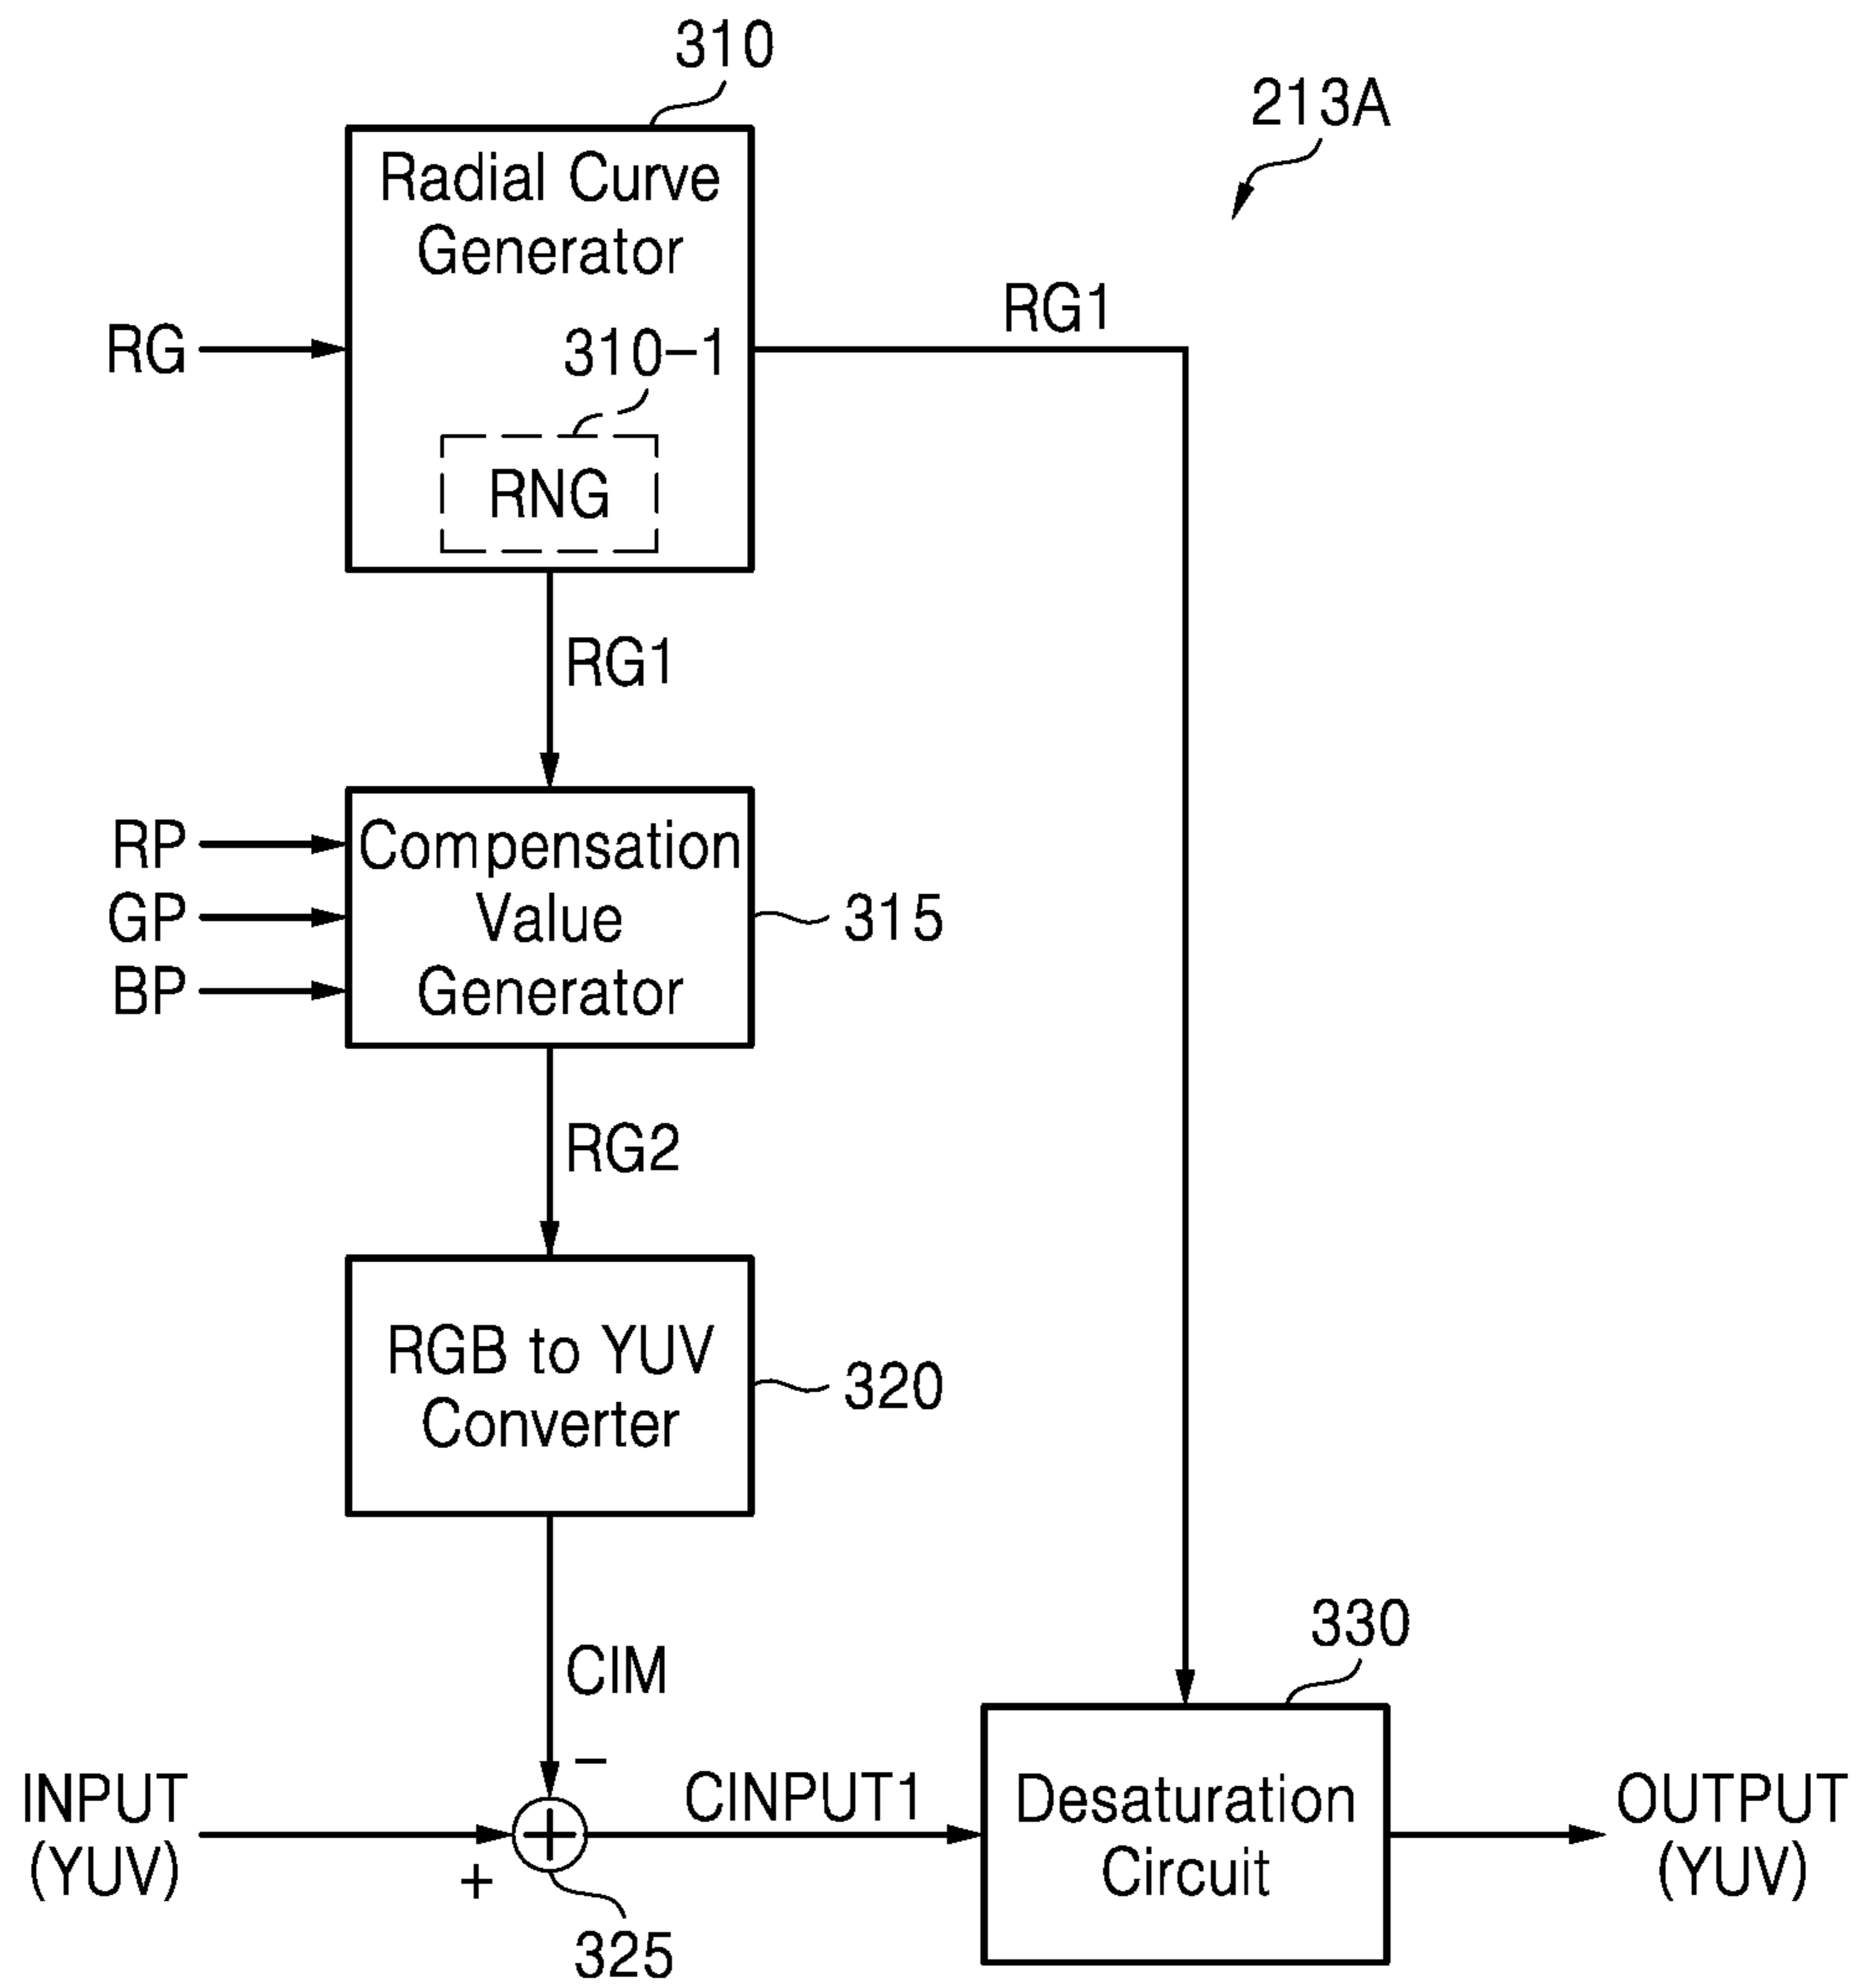 310
213A
Radial Curve
Generator
RG1
RG
310-1
RNG
RG1
RP
GP
BP
Compensation
Value
Generator
315
RG2
RGB to YUV
Converter
320
CIM
330
−
INPUT
(YUV)
+
CINPUT1
Desaturation
Circuit
OUTPUT
(YUV)
325